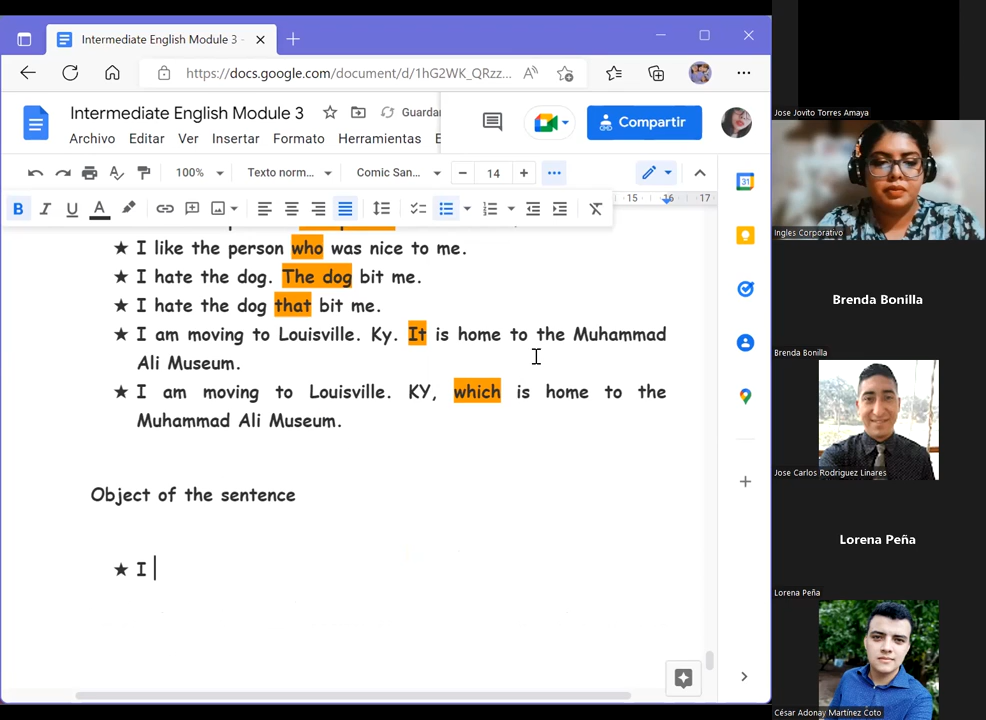 Intermediate English Module 3 -
https://docs.google.com/document/d/1hG2WK_QRzz...
Intermediate English Module 3
Guardar
Archivo Editar Ver Insertar Formato Herramientas E
Compartir
100% Texto norm... Comic San... 14
15 16 17
★ I like the person who was nice to me.
★ I hate the dog. The dog bit me.
★ I hate the dog that bit me.
★ I am moving to Louisville. Ky. It is home to the Muhammad
Ali Museum.
★ I am moving to Louisville. KY, which is home to the
Muhammad Ali Museum.
Object of the sentence
★ I
31
Jose Jovito Torres Amaya
Ingles Corporativo
Brenda Bonilla
Brenda Bonilla
Jose Carlos Rodriguez Linares
Lorena Peña
Lorena Peña
César Adonay Martínez Coto